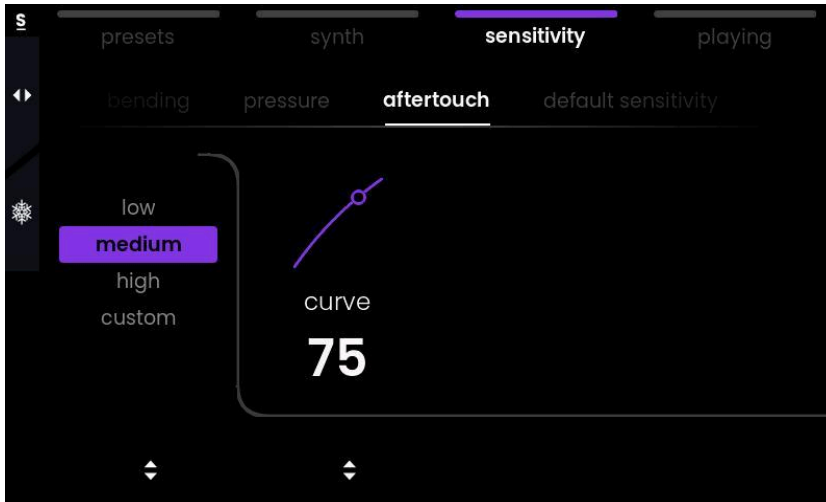 S
presets synth sensitivity playing
bending pressure aftertouch default sensitivity
low
medium
high
custom
curve
75